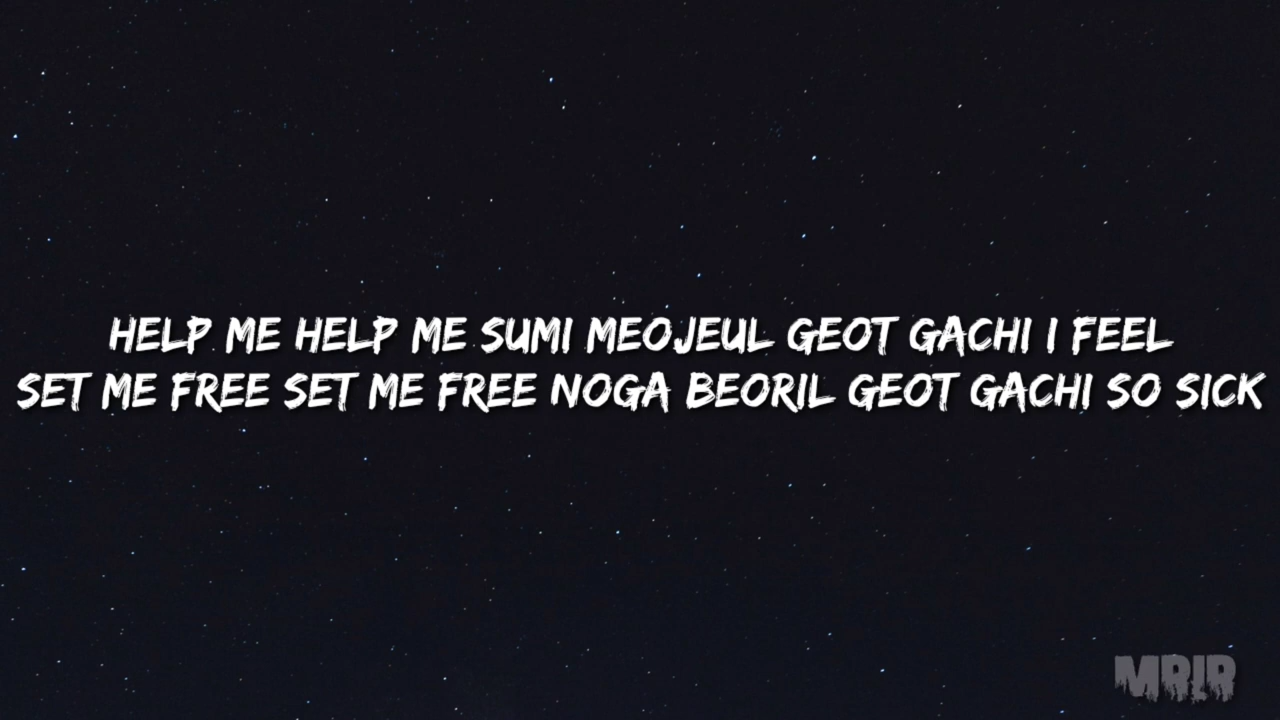 HELP ME HELP ME SUMI MEOJEUL GEOT GACHI I FEEL
SET ME FREE SET ME FREE NOGA BEORIL GEOT GACHI SO SICK
MRLR